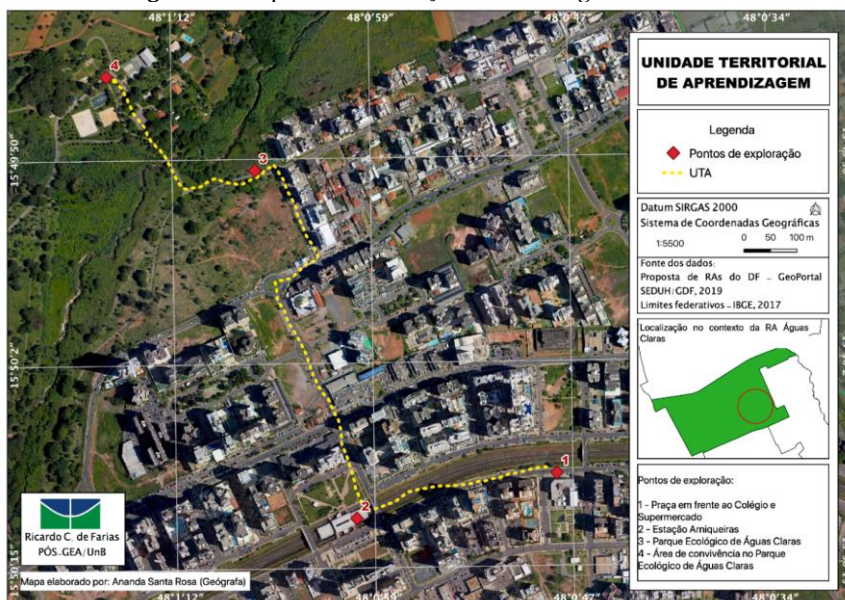 48°1'12" 48°0'59" 48°0'47" 48°0'34"
15°49'50"
15°50'2"
15°50'15"
4
3
2
1
UNIDADE TERRITORIAL
DE APRENDIZAGEM
Legenda
Pontos de exploração
UTA
Datum SIRGAS 2000
Sistema de Coordenadas Geográficas
1:5500
0 50 100 m
Fonte dos dados:
Proposta de RAs do DF - GeoPortal
SEDUH/GDF, 2019
Limites federativos - IBGE, 2017
Localização no contexto da RA Águas
Claras
Pontos de exploração:
1 - Praça em frente ao Colégio e
Supermercado
2 - Estação Arniqueiras
3 - Parque Ecológico de Águas Claras
4 - Área de convivência no Parque
Ecológico de Águas Claras
Ricardo C. de Farias
PÓS-GEA/UnB
Mapa elaborado por: Ananda Santa Rosa (Geógrafa)
48°1'12" 48°0'59" 48°0'47" 48°0'34"